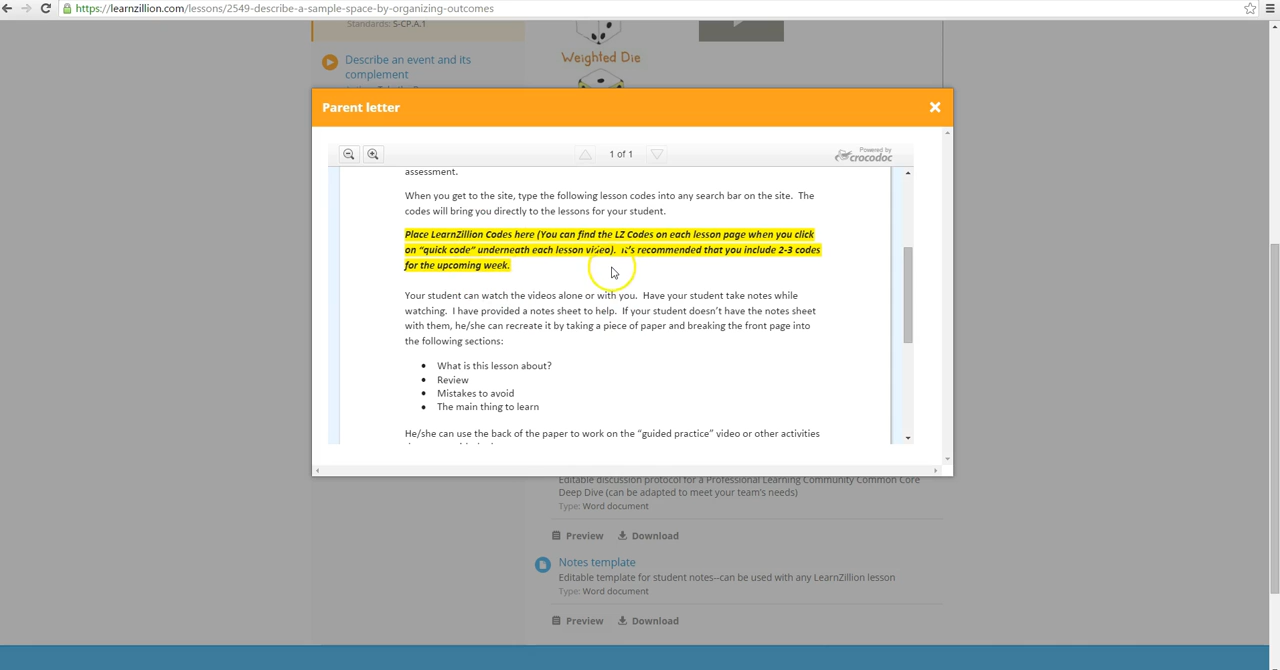 https://learnzillion.com/lessons/2549-describe-a-sample-space-by-organizing-outcomes
Standards: S-CP.A.1
Describe an event and its
complement
Weighted Die
Parent letter
1 of 1
Powered by
crocodoc
assessment.
When you get to the site, type the following lesson codes into any search bar on the site. The
codes will bring you directly to the lessons for your student.
Place LearnZillion Codes here (You can find the LZ Codes on each lesson page when you click
on “quick code” underneath each lesson video). It’s recommended that you include 2-3 codes
for the upcoming week.
Your student can watch the videos alone or with you. Have your student take notes while
watching. I have provided a notes sheet to help. If your student doesn’t have the notes sheet
with them, he/she can recreate it by taking a piece of paper and breaking the front page into
the following sections:
• What is this lesson about?
• Review
• Mistakes to avoid
• The main thing to learn
He/she can use the back of the paper to work on the “guided practice” video or other activities
Editable discussion protocol for a Professional Learning Community Common Core
Deep Dive (can be adapted to meet your team's needs)
Type: Word document
Preview Download
Notes template
Editable template for student notes--can be used with any LearnZillion lesson
Type: Word document
Preview Download